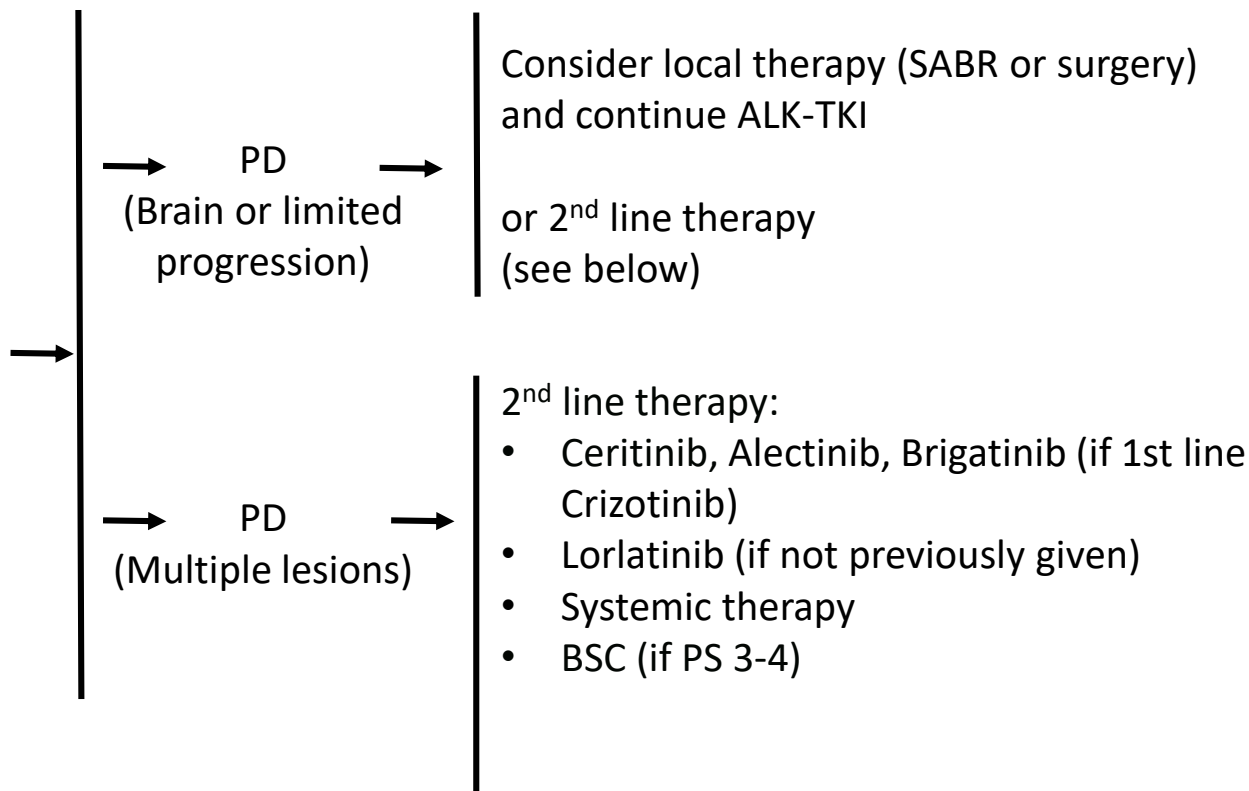 Consider local therapy (SABR or surgery)
and continue ALK-TKI
PD
(Brain or limited
progression)
or 2nd line therapy
(see below)
2nd line therapy:
• Ceritinib, Alectinib, Brigatinib (if 1st line
Crizotinib)
• Lorlatinib (if not previously given)
• Systemic therapy
• BSC (if PS 3-4)
PD
(Multiple lesions)